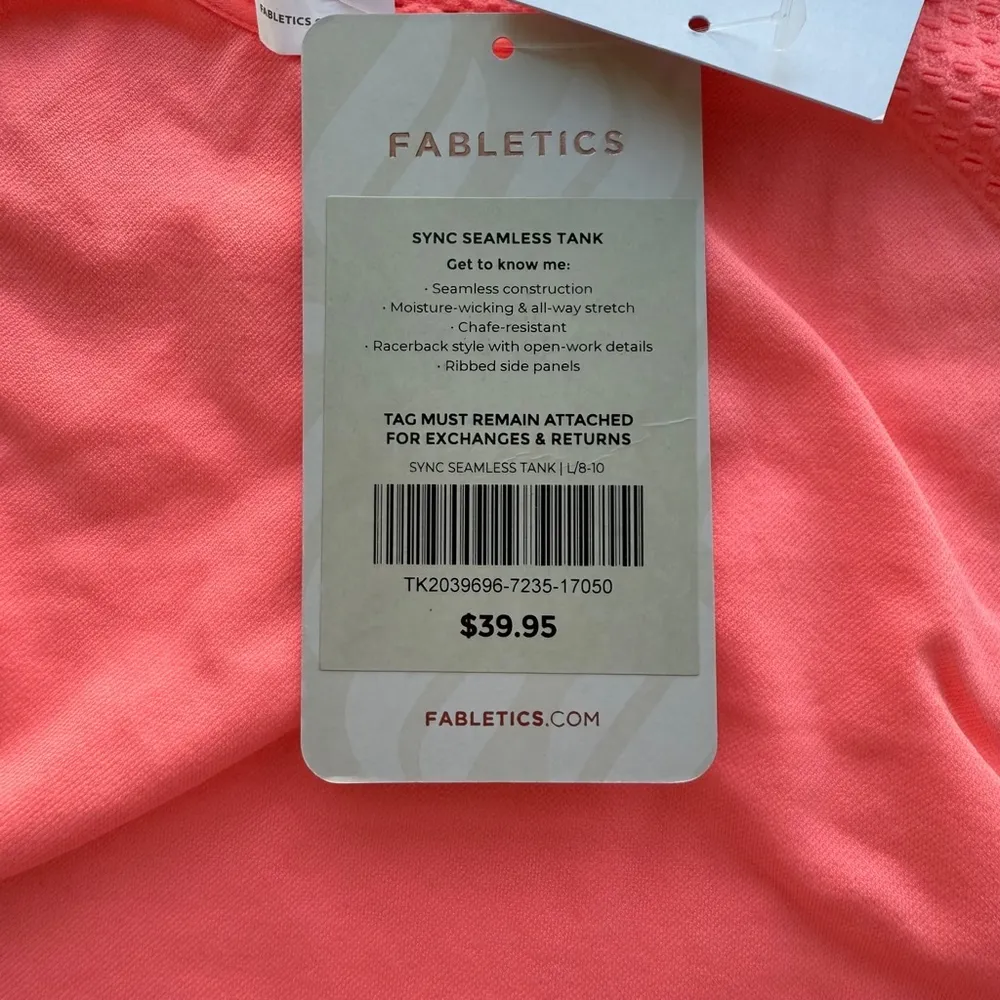 FABLETICS
FABLETICS
SYNC SEAMLESS TANK
Get to know me:
· Seamless construction
· Moisture-wicking & all-way stretch
· Chafe-resistant
· Racerback style with open-work details
· Ribbed side panels
TAG MUST REMAIN ATTACHED
FOR EXCHANGES & RETURNS
SYNC SEAMLESS TANK | L/8-10
TK2039696-7235-17050
$39.95
FABLETICS.COM